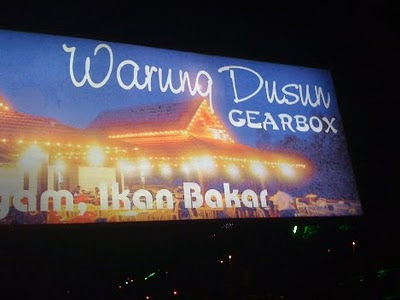 Warung Dusun
GEARBOX
gam, Ikan Bakar